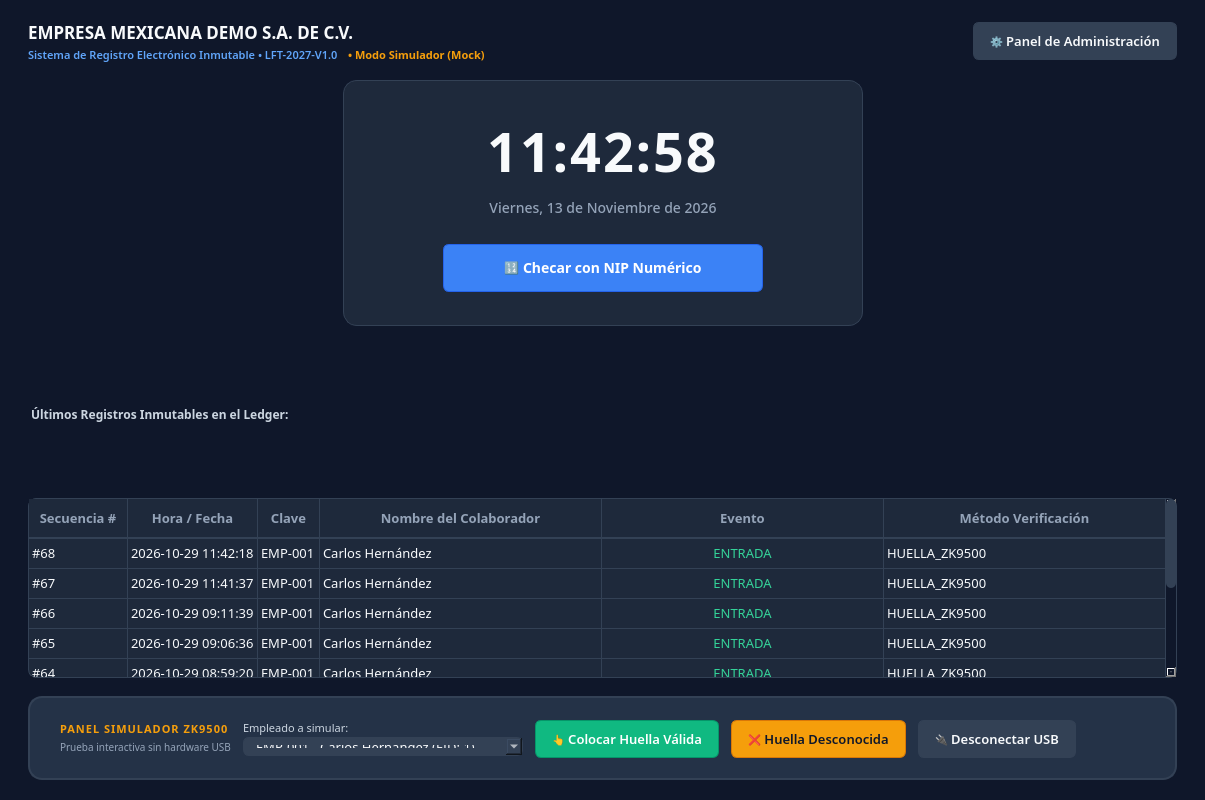 EMPRESA MEXICANA DEMO S.A. DE C.V.
Sistema de Registro Electrónico Inmutable • LFT-2027-V1.0 • Modo Simulador (Mock)
Panel de Administración
11:42:58
Viernes, 13 de Noviembre de 2026
Checar con NIP Numérico
Últimos Registros Inmutables en el Ledger:
Secuencia # Hora / Fecha Clave Nombre del Colaborador Evento Método Verificación
#68 2026-10-29 11:42:18 EMP-001 Carlos Hernández ENTRADA HUELLA_ZK9500
#67 2026-10-29 11:41:37 EMP-001 Carlos Hernández ENTRADA HUELLA_ZK9500
#66 2026-10-29 09:11:39 EMP-001 Carlos Hernández ENTRADA HUELLA_ZK9500
#65 2026-10-29 09:06:36 EMP-001 Carlos Hernández ENTRADA HUELLA_ZK9500
#64 2026-10-29 08:59:20 EMP-001 Carlos Hernández ENTRADA HUELLA_ZK9500
PANEL SIMULADOR ZK9500
Prueba interactiva sin hardware USB
Empleado a simular:
EMP-001 - Carlos Hernández
Colocar Huella Válida
Huella Desconocida
Desconectar USB